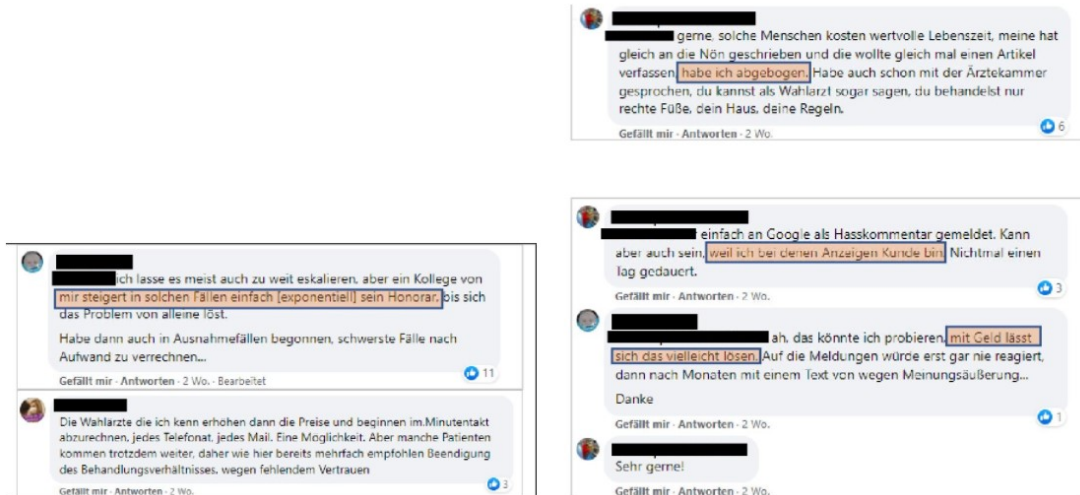 gerne, solche Menschen kosten wertvolle Lebenszeit, meine hat
gleich an die Nön geschrieben und die wollte gleich mal einen Artikel
verfassen, habe ich abgebogen. Habe auch schon mit der Ärztekammer
gesprochen, du kannst als Wahlarzt sogar sagen, du behandelst nur
rechte Füße, dein Haus, deine Regeln.
6
Gefällt mir · Antworten · 2 Wo.
ich lasse es meist auch zu weit eskalieren, aber ein Kollege von
mir steigert in solchen Fällen einfach [exponentiell] sein Honorar, bis sich
das Problem von alleine löst.
Habe dann auch in Ausnahmefällen begonnen, schwerste Fälle nach
Aufwand zu verrechnen...
11
Gefällt mir · Antworten · 2 Wo. · Bearbeitet
Die Wahlarzte die ich kenn erhöhen dann die Preise und beginnen im.Minutentakt
abzurechnen, jedes Telefonat, jedes Mail. Eine Möglichkeit. Aber manche Patienten
kommen trotzdem weiter, daher wie hier bereits mehrfach empfohlen Beendigung
des Behandlungsverhältnisses. wegen fehlendem Vertrauen
3
Gefällt mir · Antworten · 2 Wo.
einfach an Google als Hasskommentar gemeldet. Kann
aber auch sein, weil ich bei denen Anzeigen Kunde bin. Nichtmal einen
Tag gedauert.
3
Gefällt mir · Antworten · 2 Wo.
ah, das könnte ich probieren, mit Geld lässt
sich das vielleicht lösen. Auf die Meldungen würde erst gar nie reagiert,
dann nach Monaten mit einem Text von wegen Meinungsäußerung...
Danke
1
Gefällt mir · Antworten · 2 Wo.
Sehr gerne!
Gefällt mir · Antworten · 2 Wo.